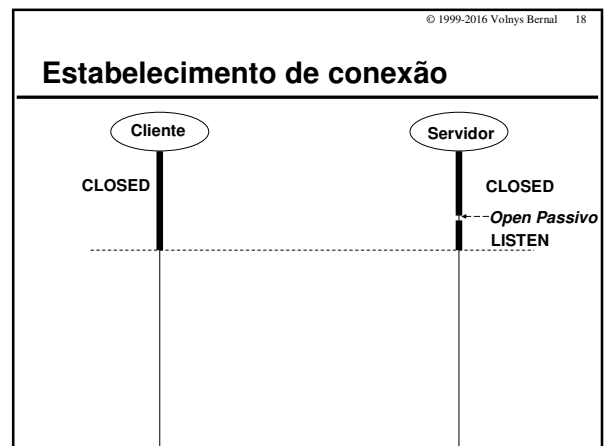 © 1999-2016 Volnys Bernal 18
Estabelecimento de conexão
Cliente
Servidor
CLOSED
CLOSED
Open Passivo
LISTEN